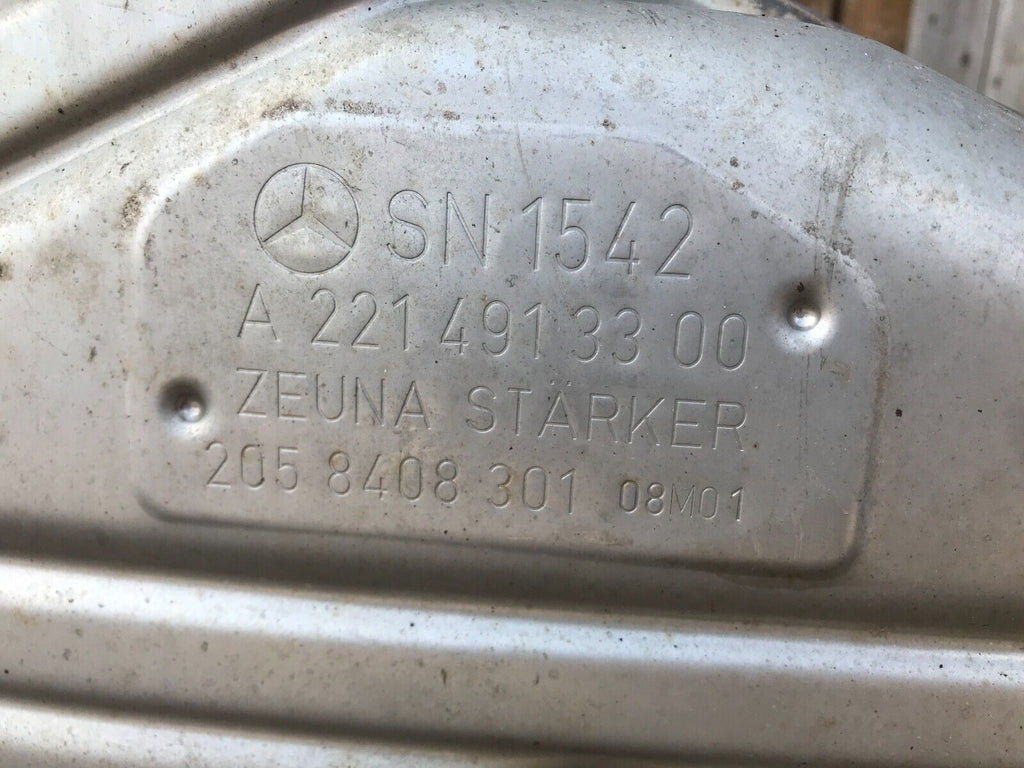 SN 1542
A 221 491 33 00
ZEUNA STÄRKER
205 8408 301 08M01